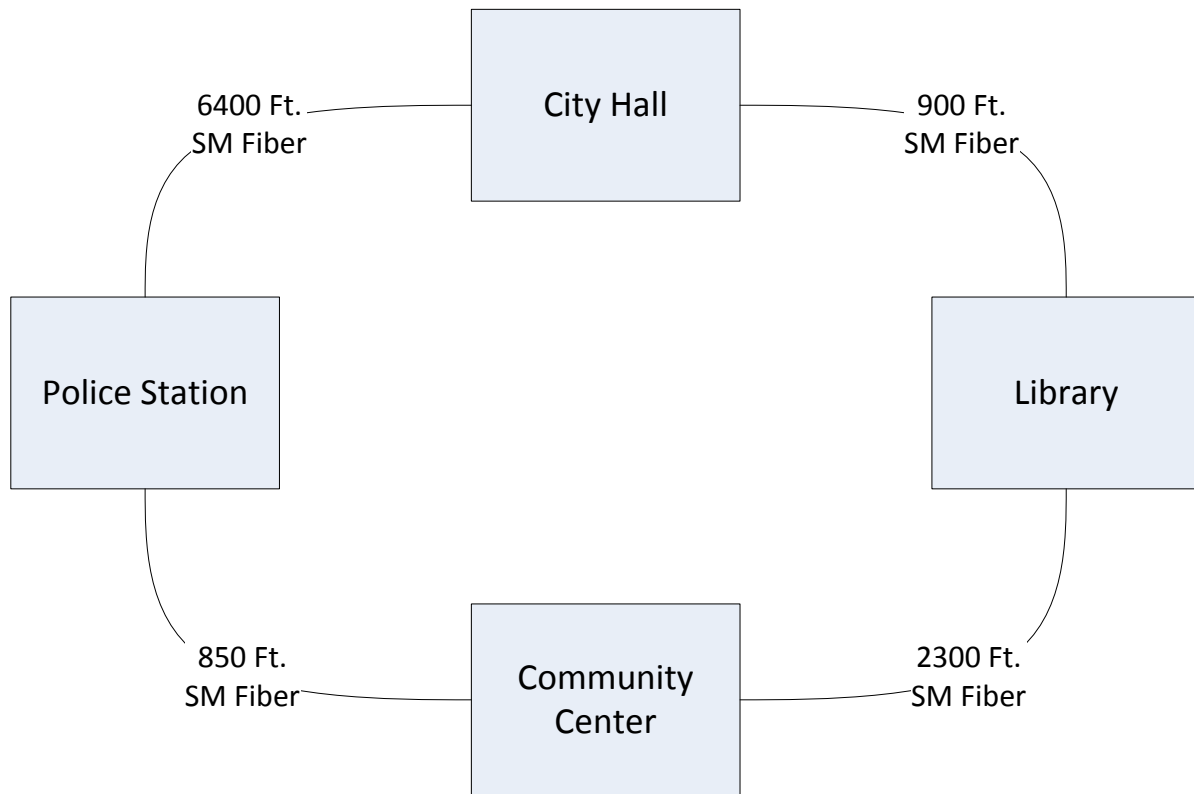 City Hall
6400 Ft.
SM Fiber
900 Ft.
SM Fiber
Police Station
Library
850 Ft.
SM Fiber
Community
Center
2300 Ft.
SM Fiber